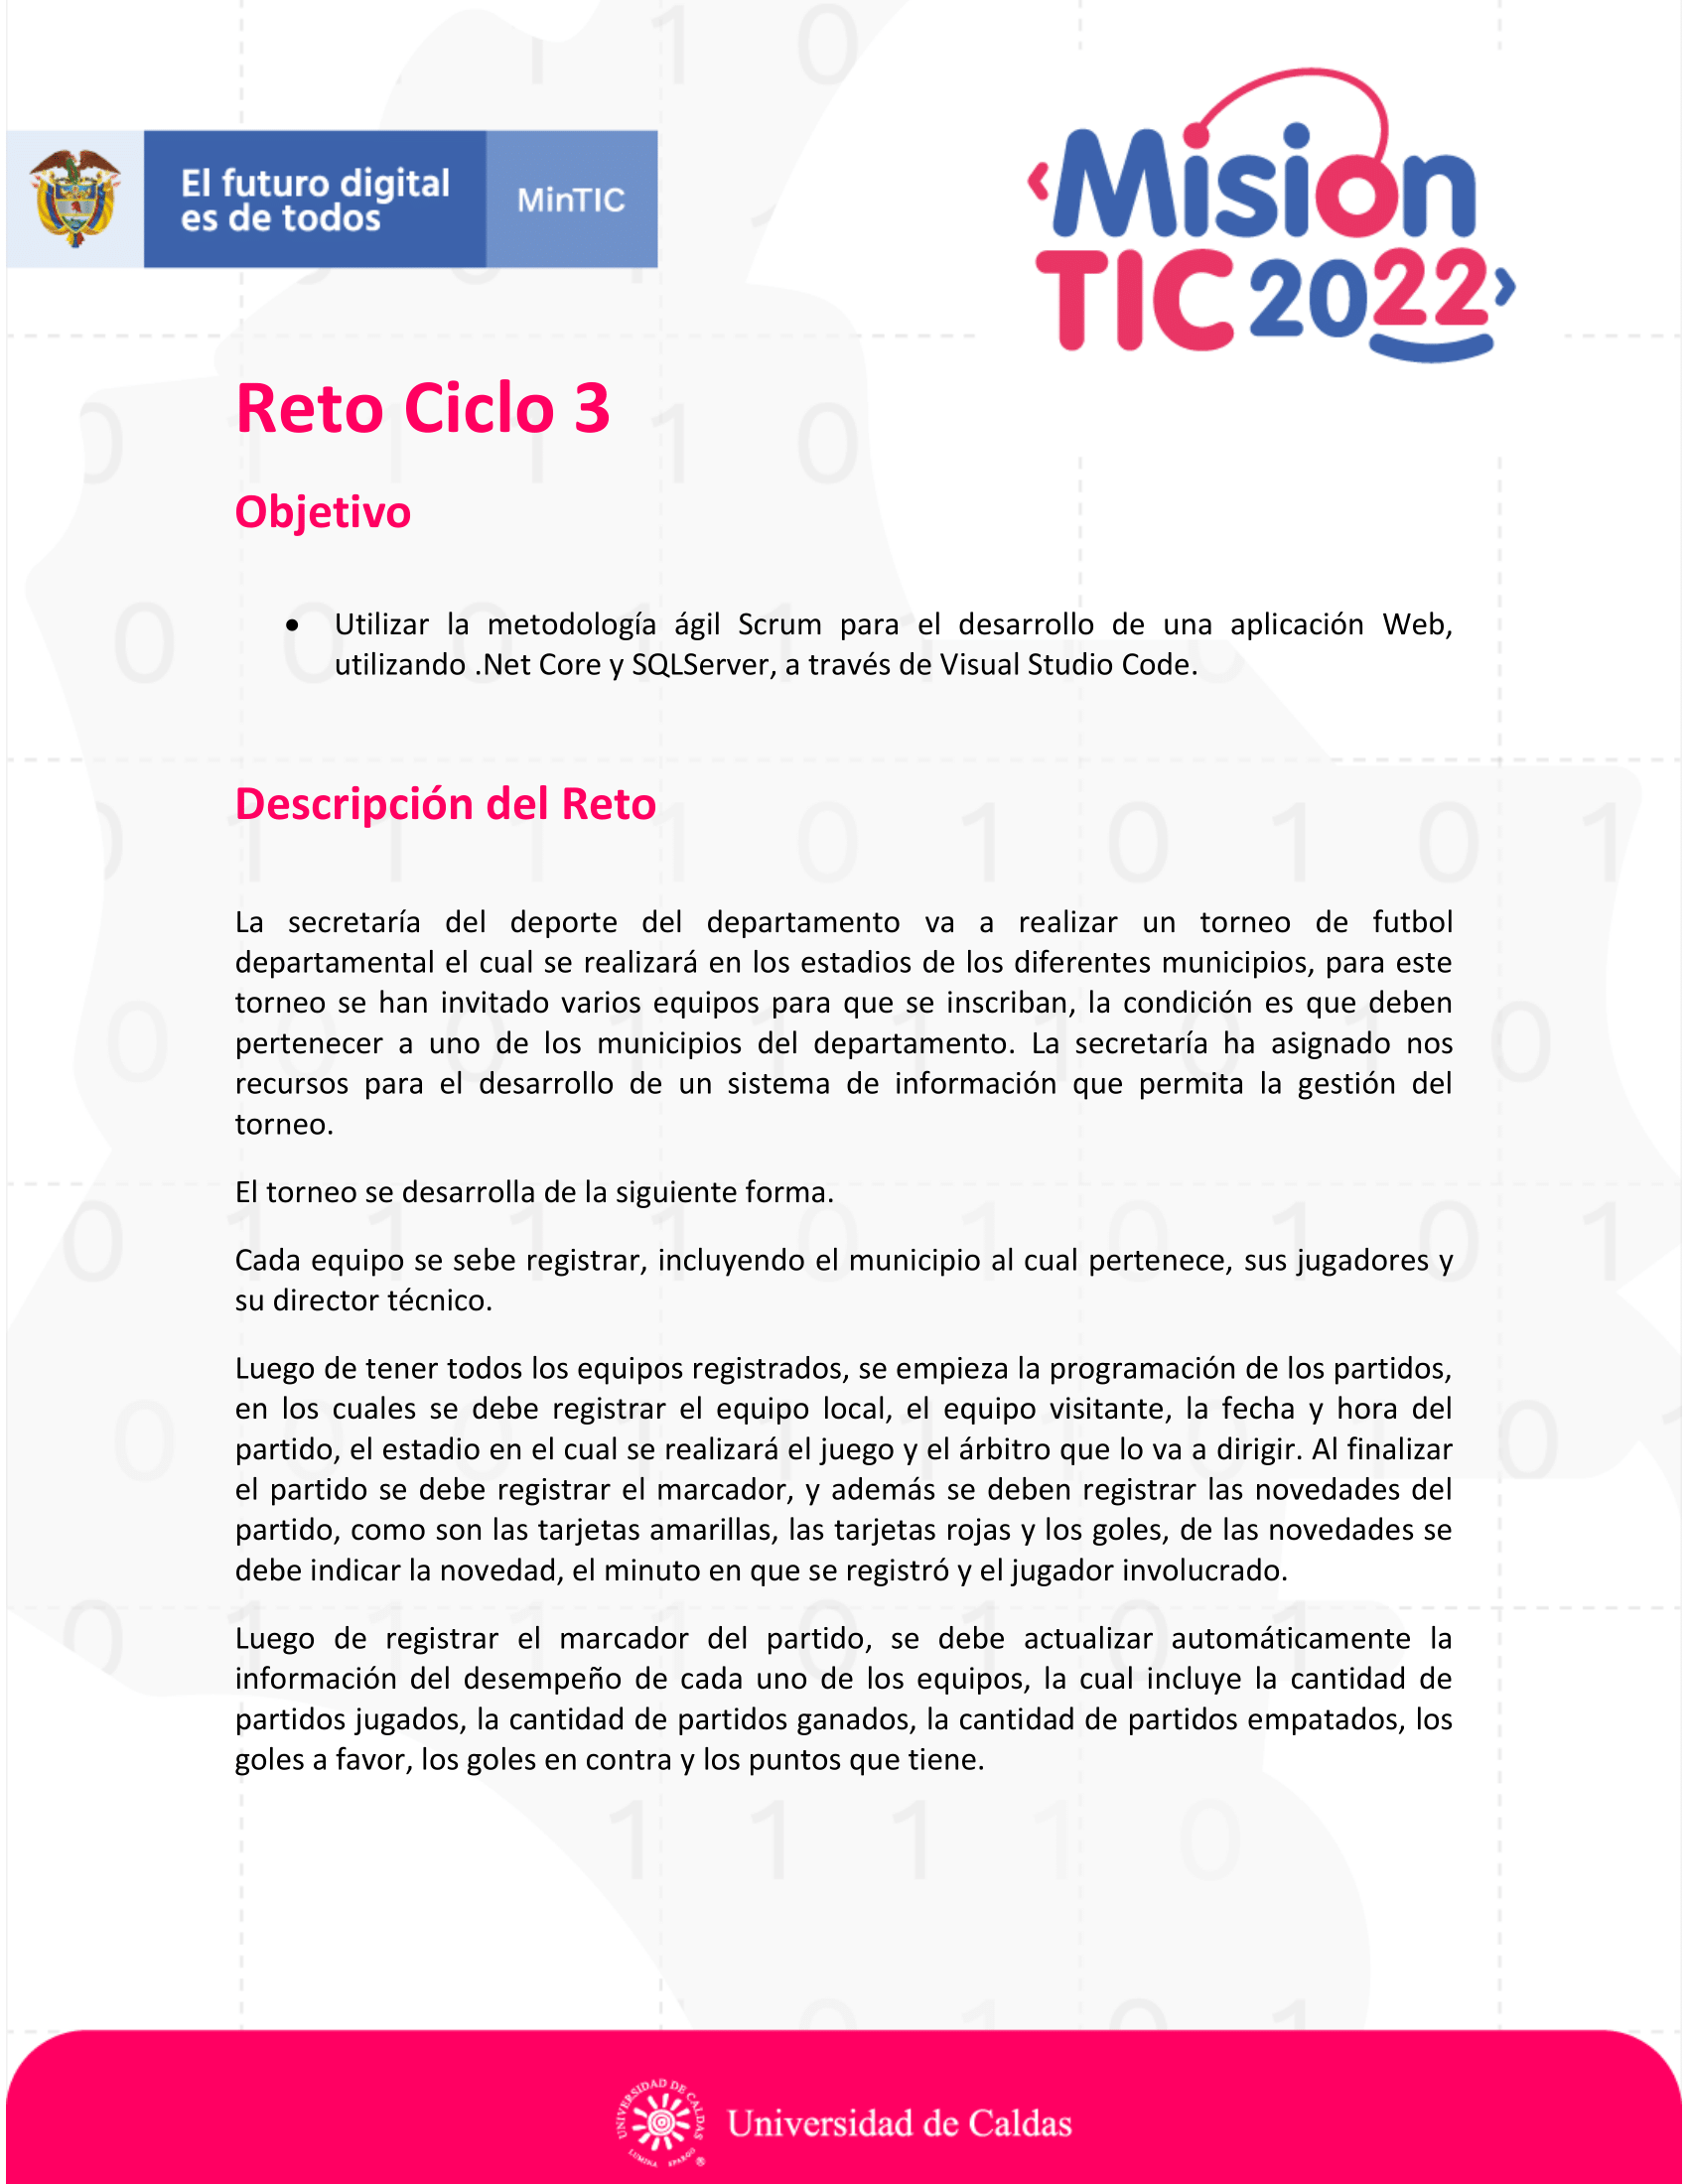 El futuro digital
es de todos
MinTIC
Misión
TIC 2022
Reto Ciclo 3
Objetivo
• Utilizar la metodología ágil Scrum para el desarrollo de una aplicación Web,
utilizando .Net Core y SQLServer, a través de Visual Studio Code.
Descripción del Reto
La secretaría del deporte del departamento va a realizar un torneo de futbol
departamental el cual se realizará en los estadios de los diferentes municipios, para este
torneo se han invitado varios equipos para que se inscriban, la condición es que deben
pertenecer a uno de los municipios del departamento. La secretaría ha asignado nos
recursos para el desarrollo de un sistema de información que permita la gestión del
torneo.
El torneo se desarrolla de la siguiente forma.
Cada equipo se sebe registrar, incluyendo el municipio al cual pertenece, sus jugadores y
su director técnico.
Luego de tener todos los equipos registrados, se empieza la programación de los partidos,
en los cuales se debe registrar el equipo local, el equipo visitante, la fecha y hora del
partido, el estadio en el cual se realizará el juego y el árbitro que lo va a dirigir. Al finalizar
el partido se debe registrar el marcador, y además se deben registrar las novedades del
partido, como son las tarjetas amarillas, las tarjetas rojas y los goles, de las novedades se
debe indicar la novedad, el minuto en que se registró y el jugador involucrado.
Luego de registrar el marcador del partido, se debe actualizar automáticamente la
información del desempeño de cada uno de los equipos, la cual incluye la cantidad de
partidos jugados, la cantidad de partidos ganados, la cantidad de partidos empatados, los
goles a favor, los goles en contra y los puntos que tiene.
UNIVERSIDAD DE CALDAS
LUMINA SPARGO
Universidad de Caldas